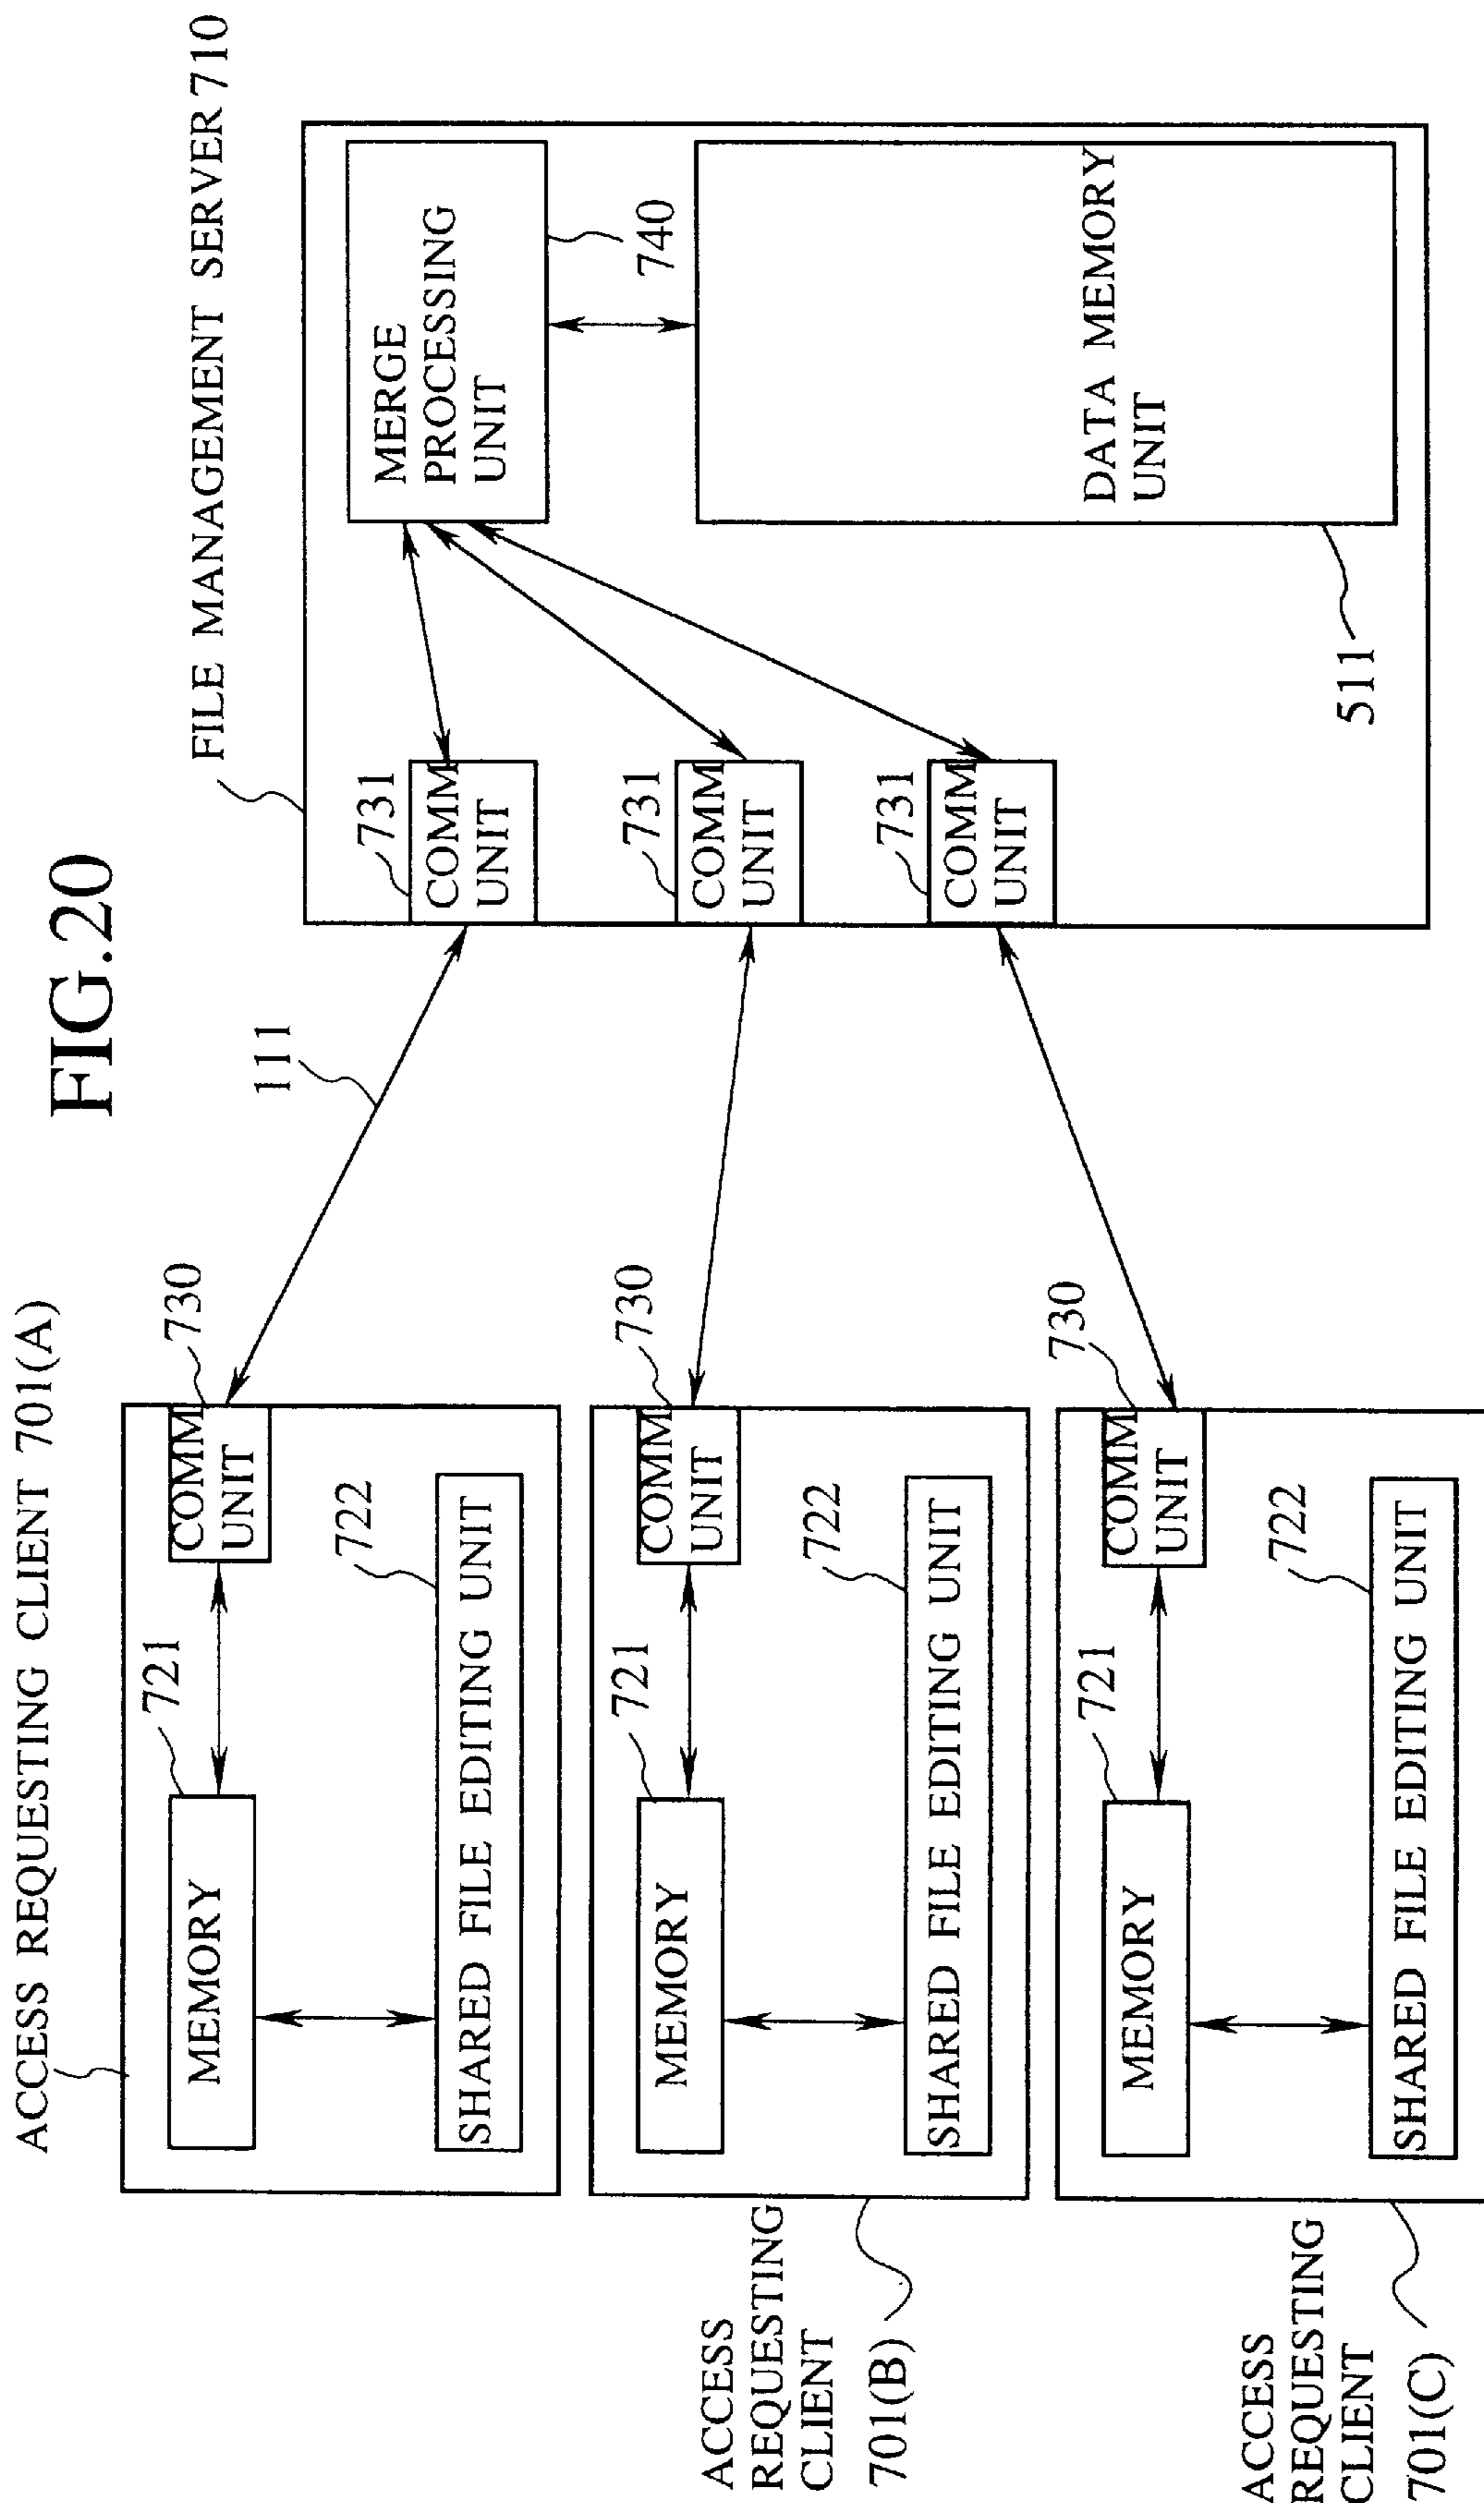 FIG.20
ACCESS REQUESTING CLIENT 701(A)
MEMORY
721
COMM
UNIT
730
722
SHARED FILE EDITING UNIT
111
FILE MANAGEMENT SERVER 710
731
COMM
UNIT
MERGE
PROCESSING
UNIT
740
ACCESS
REQUESTING
CLIENT
701(B)
MEMORY
721
COMM
UNIT
730
722
SHARED FILE EDITING UNIT
731
COMM
UNIT
731
COMM
UNIT
DATA MEMORY
UNIT
511
ACCESS
REQUESTING
CLIENT
701(C)
MEMORY
721
COMM
UNIT
730
722
SHARED FILE EDITING UNIT